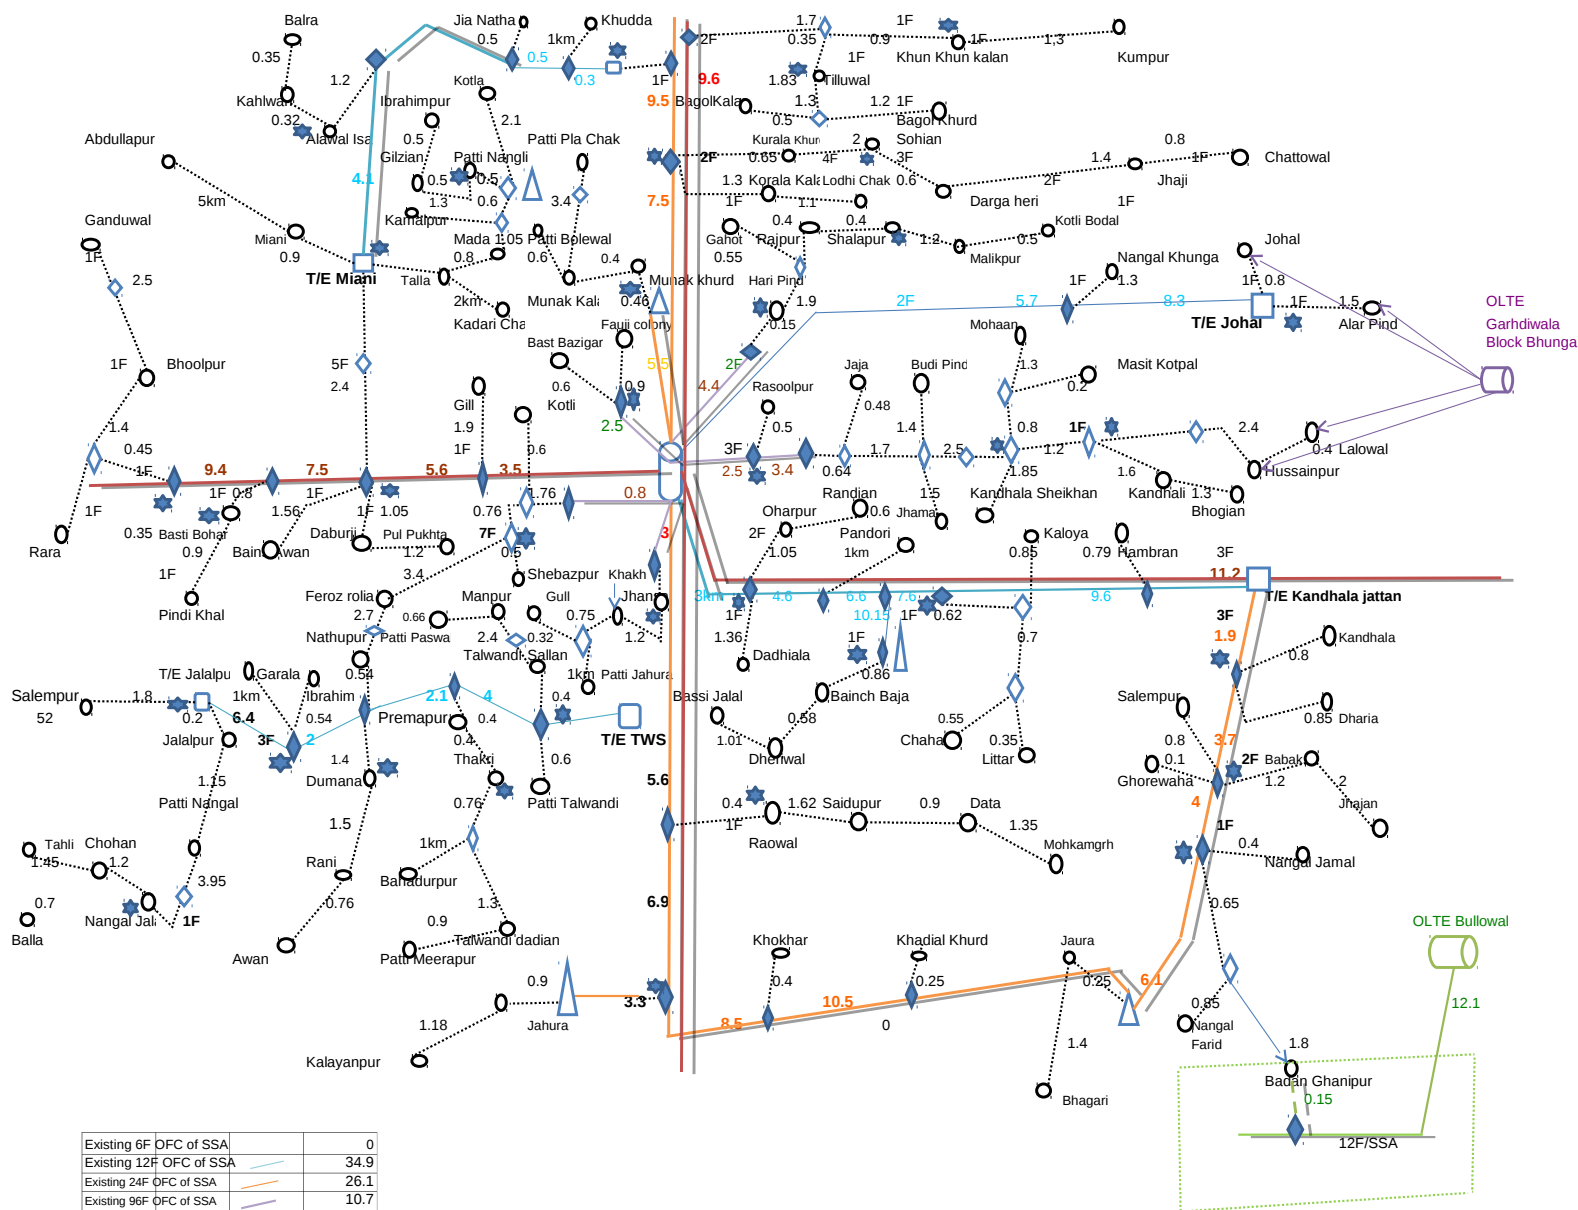 Balra
Jia Natha
Khudda
1.7
1F
0.35
0.5
1km
2F
0.35
0.9
1F
1,3
Khun Khun kalan
Kumpur
1.2
0.5
0.3
1F
9.6
1F
1.83
Tilluwal
Kotla
Kahlwan
Ibrahimpur
9.5
BagolKala
1.3
1.2
1F
0.32
Alawal Isa
2.1
0.5
Bagol Khurd
Abdullapur
0.5
Patti Pla Chak
Kurala Khur
2
Sohian
Gilzian
Patti Nangli
2F
0.65
4F
3F
0.8
1.4
1F
Chattowal
4.1
0.5
0.5
1.3
Korala Kala
Lodhi Chak
0.6
2F
Jhaji
5km
1.3
0.6
3.4
7.5
1F
1.1
Darga heri
1F
Ganduwal
Kamalpur
0.4
0.4
Kotli Bodal
Miani
Mada
1.05
Patti Bolewal
Gahot
Rajpur
Shalapur
1.2
0.5
Johal
1F
0.9
0.8
0.6
0.4
0.55
Malikpur
Nangal Khunga
T/E Miani
Talla
Munak khurd
Hari Pind
1F
1.3
1F
0.8
2.5
2km
Munak Kala
0.46
1.9
2F
5.7
8.3
1F
1.5
OLTE
Kadari Cha
Fauji colony
0.15
Mohaan
T/E Johal
Alar Pind
Garhdiwala
Bast Bazigar
Block Bhunga
1F
Bhoolpur
5F
5.5
2F
Jaja
Budi Pind
1.3
Masit Kotpal
2.4
0.6
0.9
4.4
Rasoolpur
0.2
Gill
Kotli
0.48
1.4
1.9
2.5
0.5
1.4
0.8
1F
2.4
0.45
1F
0.6
3F
1.7
2.5
1.2
0.4
Lalowal
1F
9.4
7.5
5.6
3.5
2.5
3.4
0.64
1.85
1.6
Hussainpur
1F
0.8
1F
1.76
0.8
Randian
1.5
Kandhala Sheikhan
Kandhali
1.3
1F
1.56
1F
1.05
0.76
Oharpur
0.6
Jhama
Bhogian
0.35
Basti Bohar
Daburji
Pul Pukhta
7F
3
2F
Pandori
Kaloya
Rara
0.9
Bains Awan
1.2
0.5
1.05
1km
0.85
0.79
Hambran
3F
1F
3.4
Shebazpur
Khakh
11.2
Pindi Khal
Feroz rolia
Manpur
Gull
Jhans
3km
4.6
6.6
7.6
9.6
T/E Kandhala jattan
2.7
0.66
0.75
1F
10.15
1F
0.62
3F
Nathupur
Patti Paswa
2.4
0.32
1.2
1.36
1F
0.7
1.9
Kandhala
0.54
Talwandi Sallan
Dadhiala
0.8
T/E Jalalpu
Garala
1km
Patti Jahura
0.86
Salempur
1.8
1km
Ibrahim
2.1
4
0.4
Bassi Jalal
Bainch Baja
Salempur
52
0.2
6.4
0.54
Premapur
0.4
0.58
0.55
0.85
Dharia
Jalalpur
3F
2
0.4
T/E TWS
1.01
Chaha
0.35
0.8
3.7
1.4
Thakri
0.6
Dheriwal
Littar
0.1
2F
Babak
1.15
Dumana
5.6
Ghorewaha
1.2
2
Patti Nangal
0.76
Patti Talwandi
0.4
1.62
Saidupur
0.9
Data
4
Jhajan
1.5
1F
1.35
1F
Tahli
Chohan
1km
Raowal
0.4
1.45
1.2
Rani
Mohkamgrh
Nangal Jamal
3.95
Bahadurpur
0.7
0.76
1.3
6.9
0.65
Nangal Jala
1F
0.9
OLTE Bullowal
Balla
Awan
Talwandi dadian
Khokhar
Khadial Khurd
Jaura
Patti Meerapur
0.9
0.4
0.25
0.25
6.1
3.3
10.5
0.85
12.1
1.18
Jahura
8.5
0
Nangal
Farid
Kalayanpur
1.4
1.8
Badan Ghanipur
Bhagari
0.15
12F/SSA
Existing 6F OFC of SSA 0
Existing 12F OFC of SSA 34.9
Existing 24F OFC of SSA 26.1
Existing 96F OFC of SSA 10.7